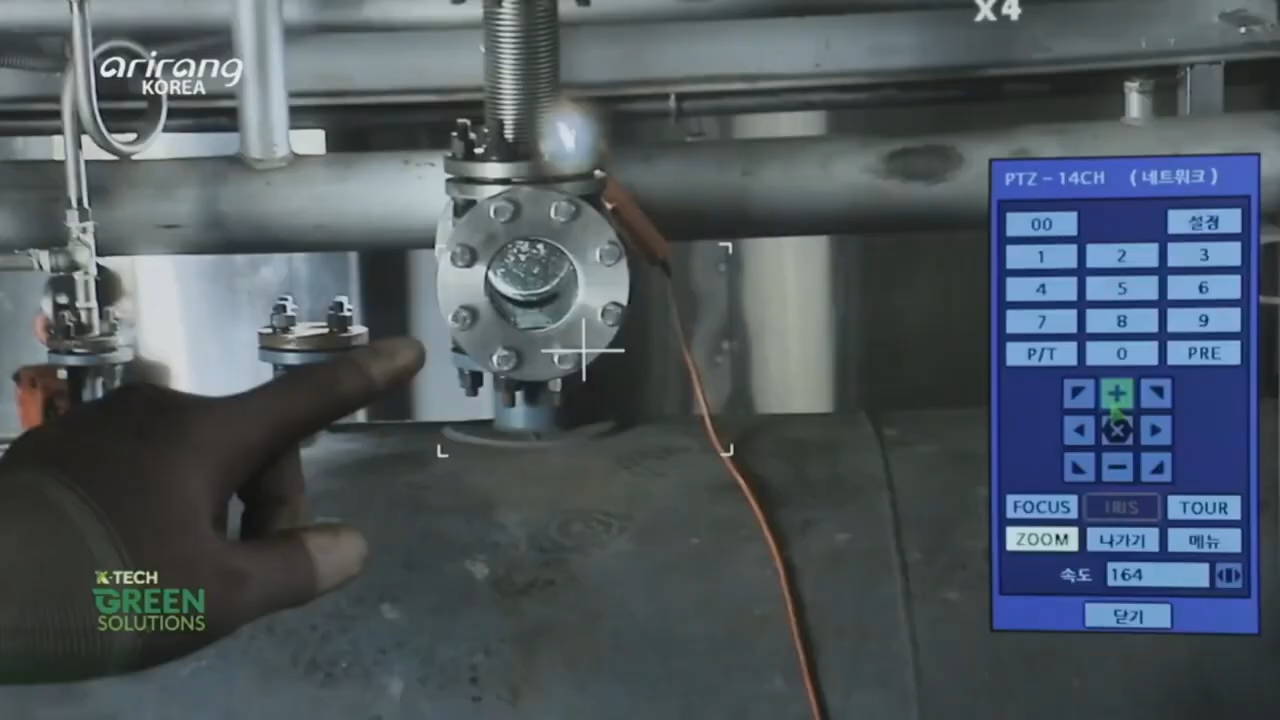 x4
arirang
KOREA
PTZ - 14CH (네트워크)
00 설정
1 2 3
4 5 6
7 8 9
P/T 0 PRE
FOCUS IRIS TOUR
ZOOM 나가기 메뉴
속도 164
닫기
K-TECH
GREEN
SOLUTIONS